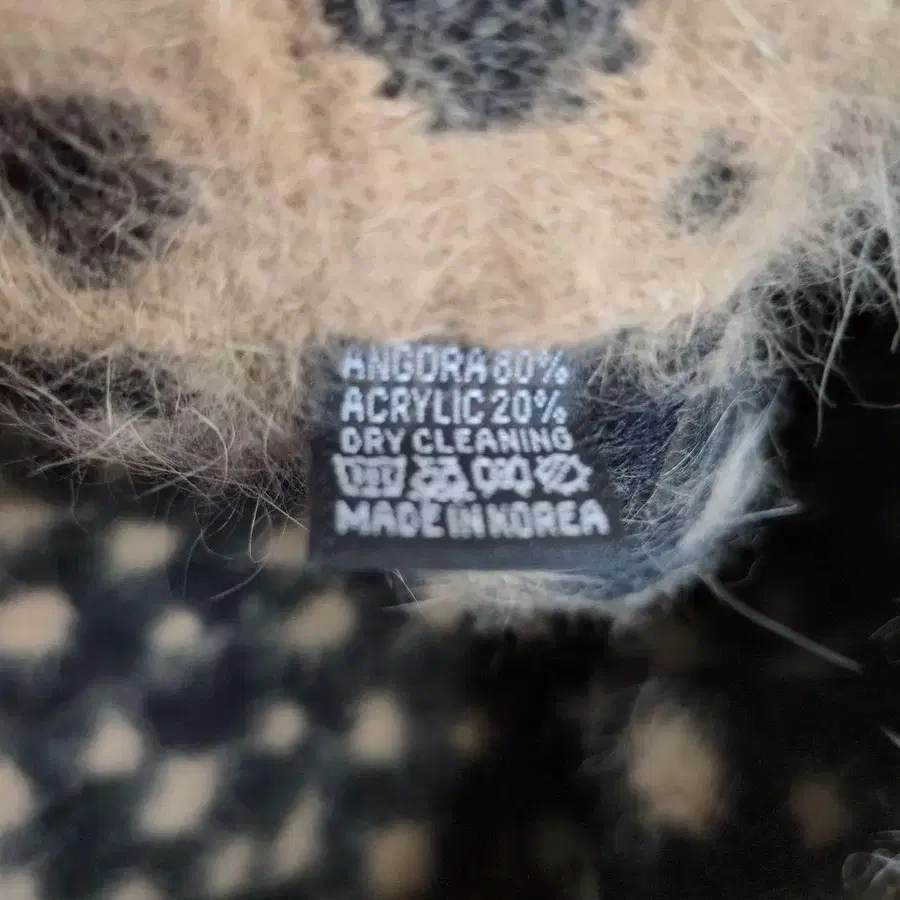 ANGORA 80%
ACRYLIC 20%
DRY CLEANING
MADE IN KOREA